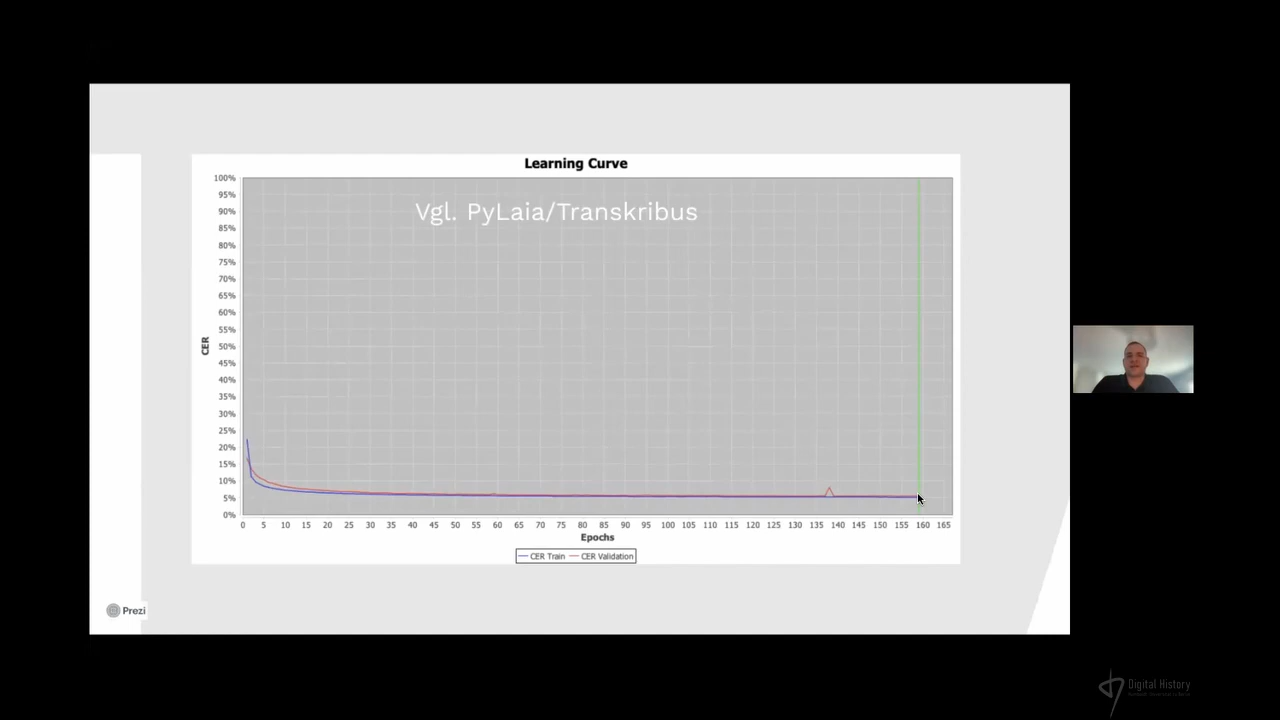 Learning Curve
Vgl. PyLaia/Transkribus
CER
100%
95%
90%
85%
80%
75%
70%
65%
60%
55%
50%
45%
40%
35%
30%
25%
20%
15%
10%
5%
0%
0 5 10 15 20 25 30 35 40 45 50 55 60 65 70 75 80 85 90 95 100 105 110 115 120 125 130 135 140 145 150 155 160 165
Epochs
CER Train CER Validation
Prezi
Digital History